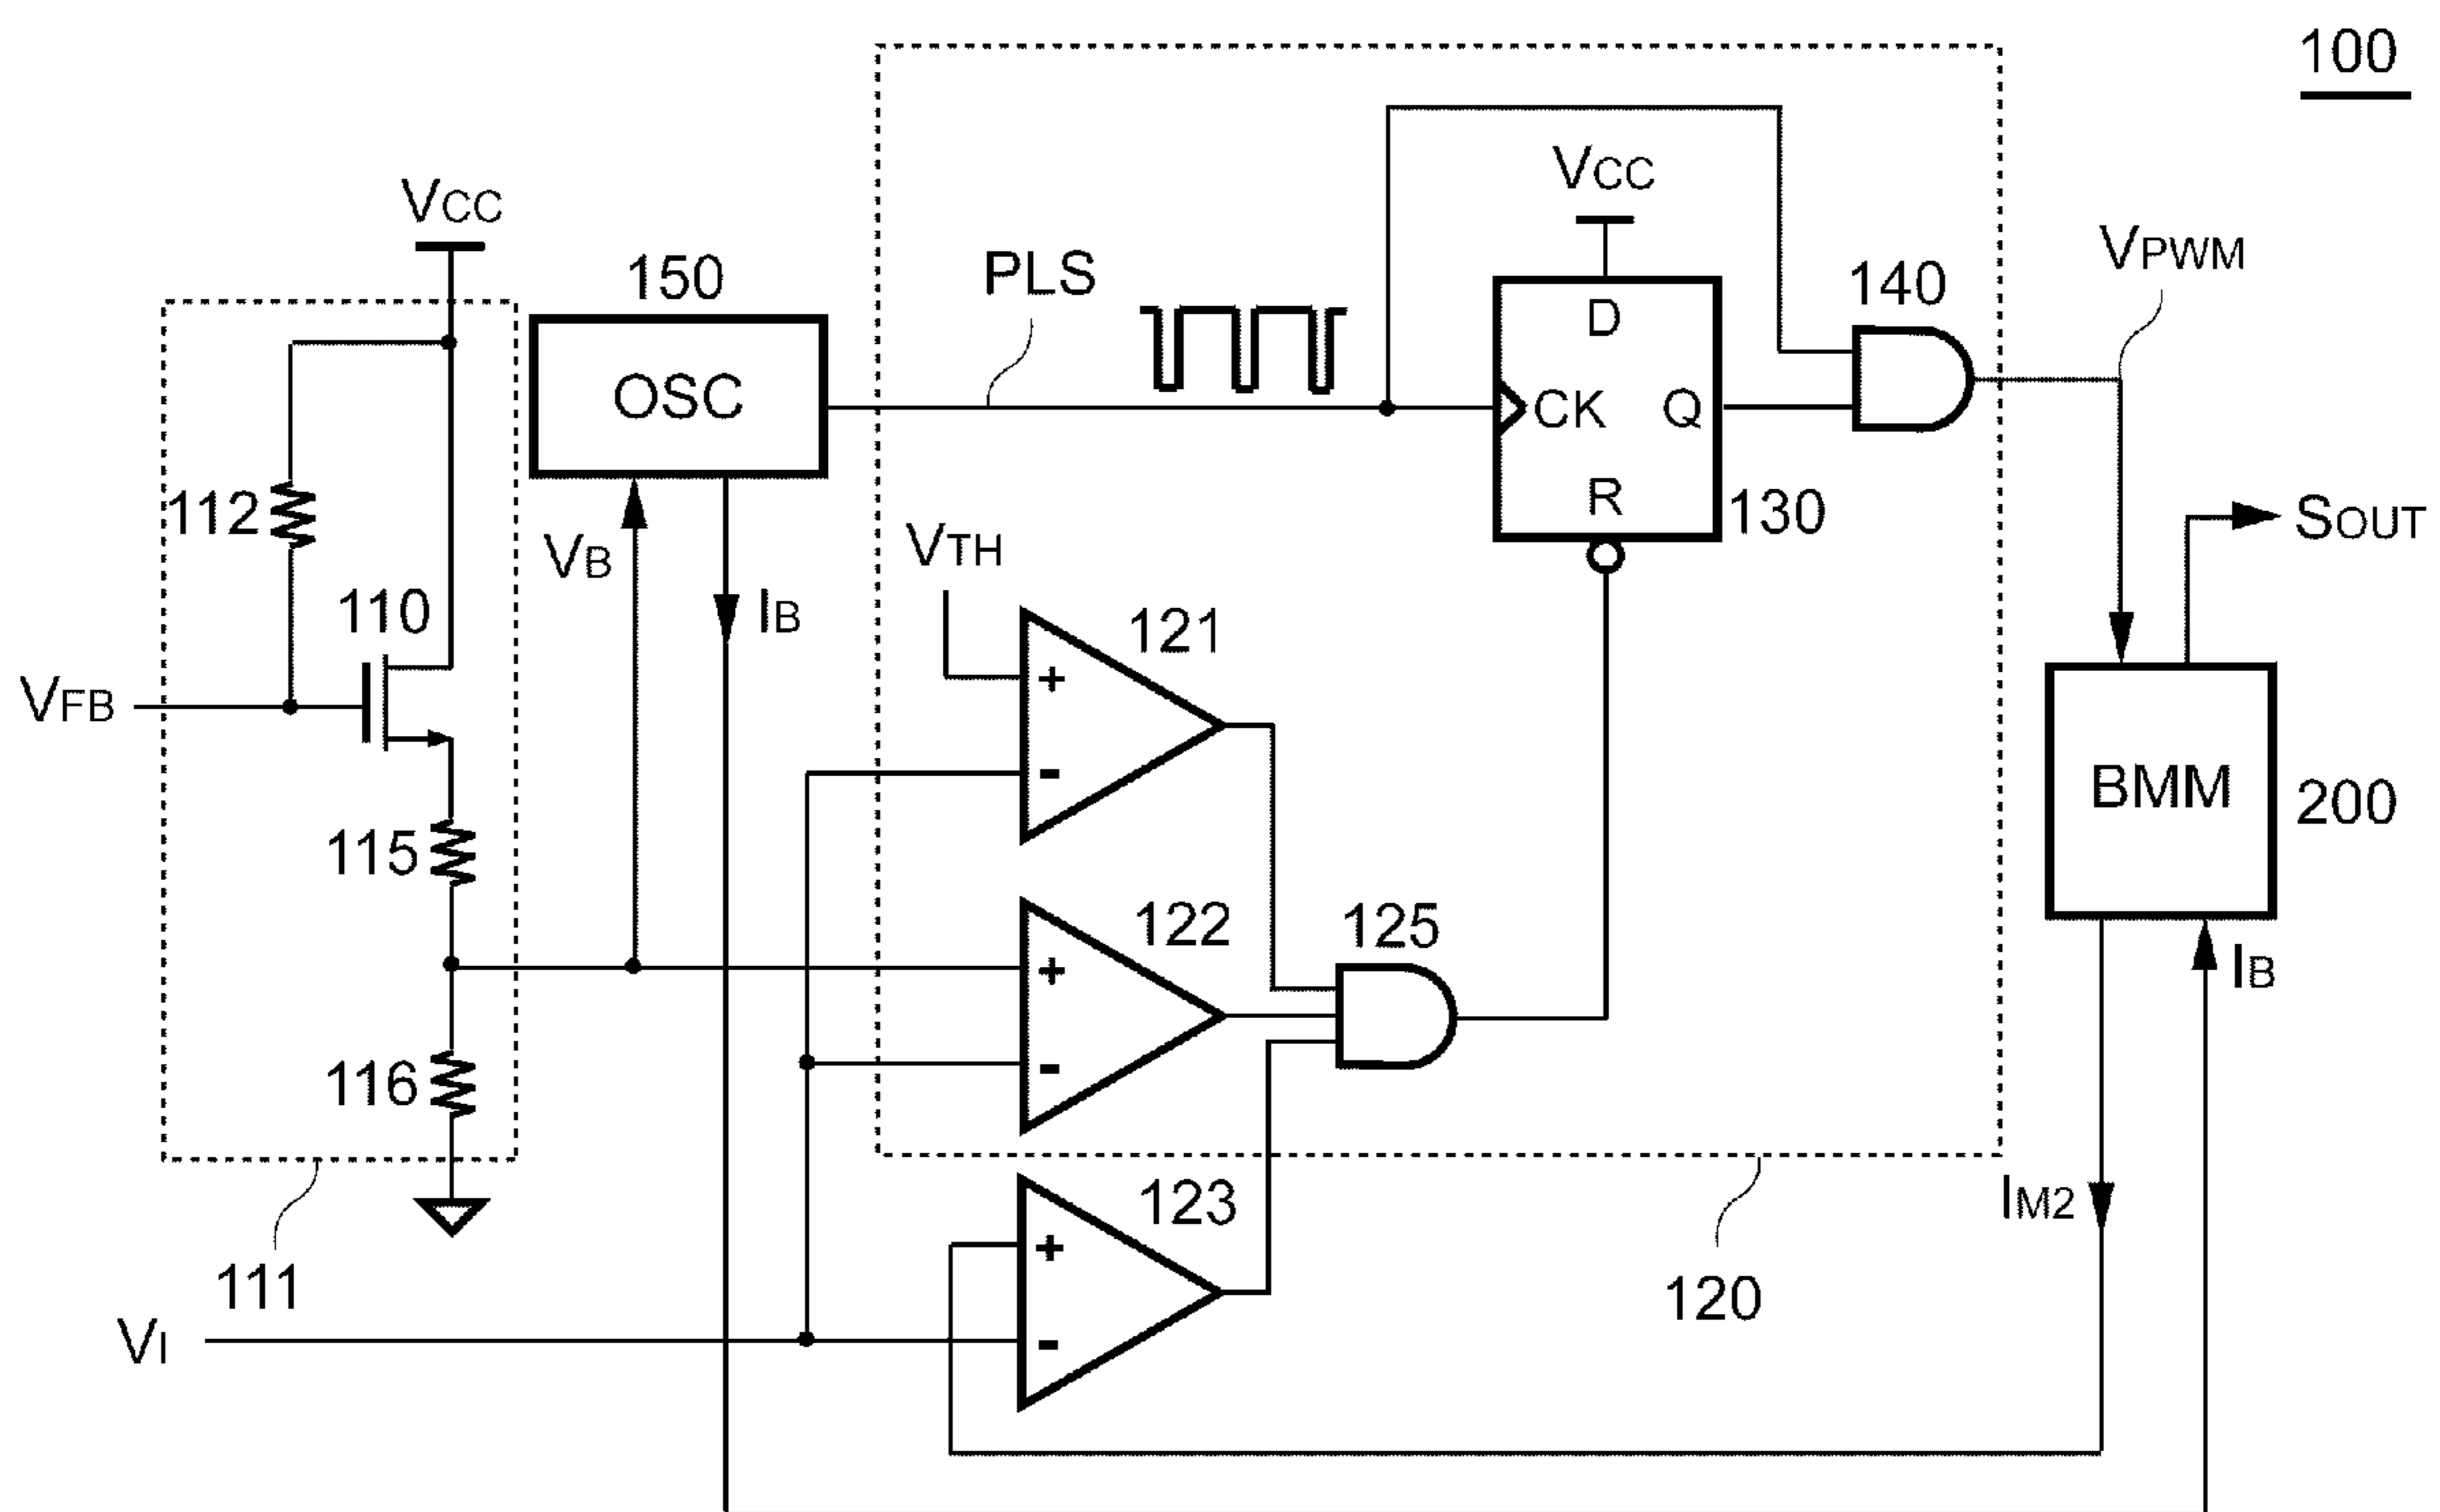 100
VCC
VCC
VPWM
150
PLS
140
OSC
D
CK
Q
R
130
112
VB
VTH
SOUT
110
IB
121
VFB
+
-
BMM
200
115
122
125
+
-
IB
116
123
IM2
+
-
111
120
VI